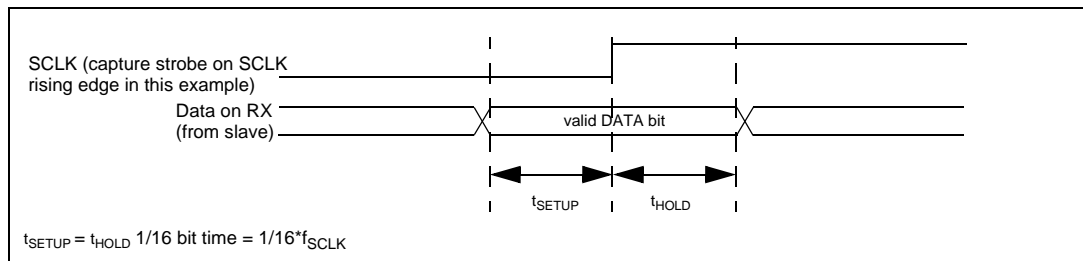 SCLK (capture strobe on SCLK
rising edge in this example)
Data on RX
(from slave)
valid DATA bit
tSETUP
tHOLD
tSETUP = tHOLD 1/16 bit time = 1/16*fSCLK